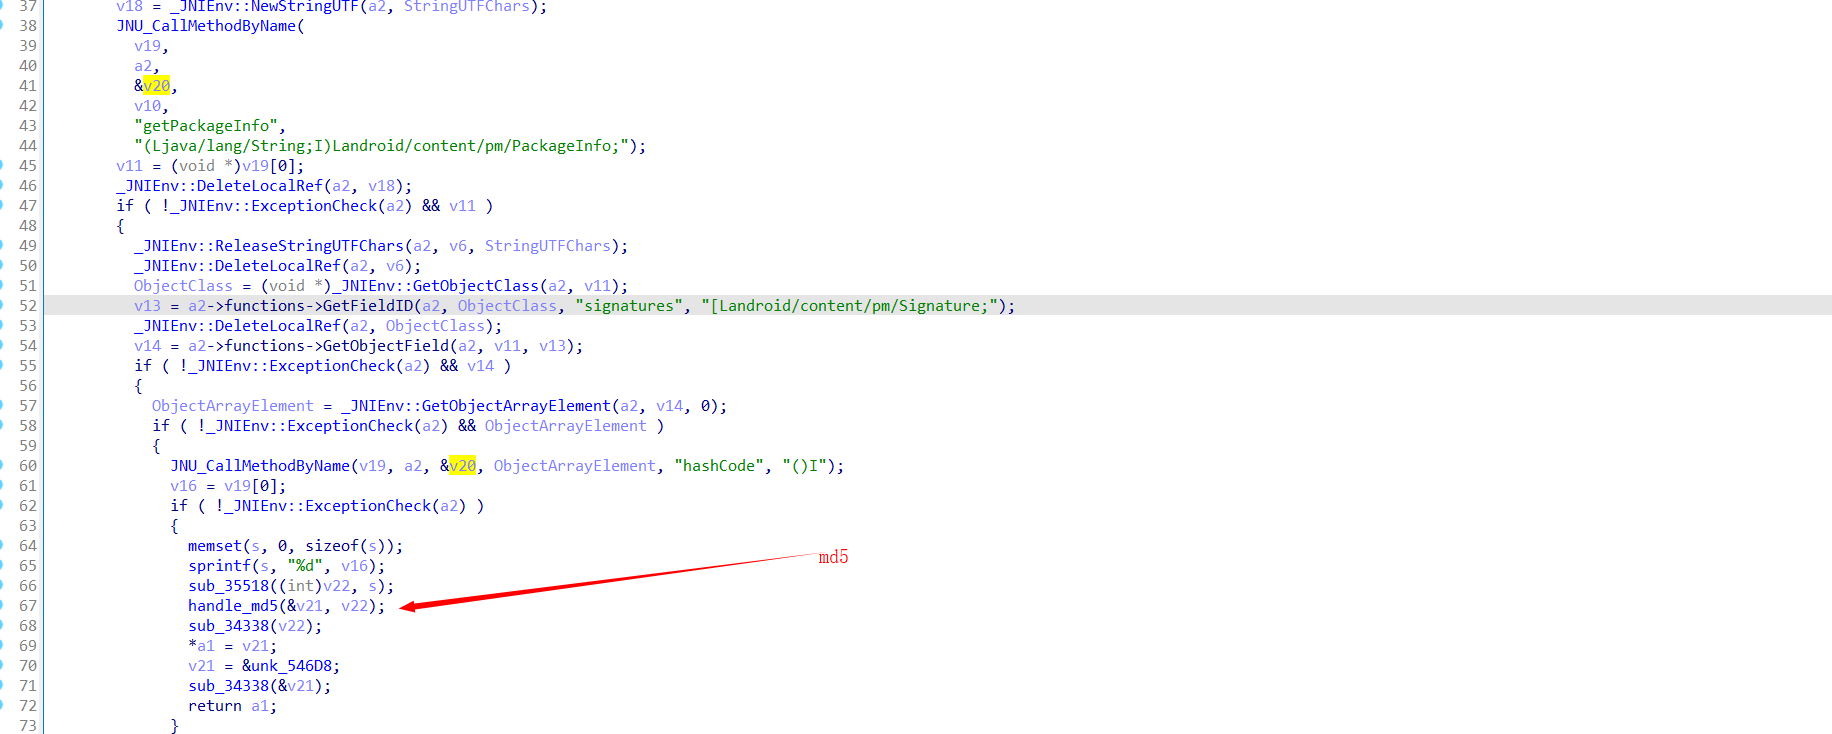 37 v18 = _JNIEnv::NewStringUTF(a2, StringUTFChars);
38 JNU_CallMethodByName(
39 v19,
40 a2,
41 &v20,
42 v10,
43 "getPackageInfo",
44 "(Ljava/lang/String;I)Landroid/content/pm/PackageInfo;");
45 v11 = (void *)v19[0];
46 _JNIEnv::DeleteLocalRef(a2, v18);
47 if ( !_JNIEnv::ExceptionCheck(a2) && v11 )
48 {
49 _JNIEnv::ReleaseStringUTFChars(a2, v6, StringUTFChars);
50 _JNIEnv::DeleteLocalRef(a2, v6);
51 ObjectClass = (void *)_JNIEnv::GetObjectClass(a2, v11);
52 v13 = a2->functions->GetFieldID(a2, ObjectClass, "signatures", "[Landroid/content/pm/Signature;");
53 _JNIEnv::DeleteLocalRef(a2, ObjectClass);
54 v14 = a2->functions->GetObjectField(a2, v11, v13);
55 if ( !_JNIEnv::ExceptionCheck(a2) && v14 )
56 {
57 ObjectArrayElement = _JNIEnv::GetObjectArrayElement(a2, v14, 0);
58 if ( !_JNIEnv::ExceptionCheck(a2) && ObjectArrayElement )
59 {
60 JNU_CallMethodByName(v19, a2, &v20, ObjectArrayElement, "hashCode", "()I");
61 v16 = v19[0];
62 if ( !_JNIEnv::ExceptionCheck(a2) )
63 {
64 memset(s, 0, sizeof(s));
65 sprintf(s, "%d", v16);
md5
66 sub_35518((int)v22, s);
67 handle_md5(&v21, v22);
68 sub_34338(v22);
69 *a1 = v21;
70 v21 = &unk_546D8;
71 sub_34338(&v21);
72 return a1;
73 }